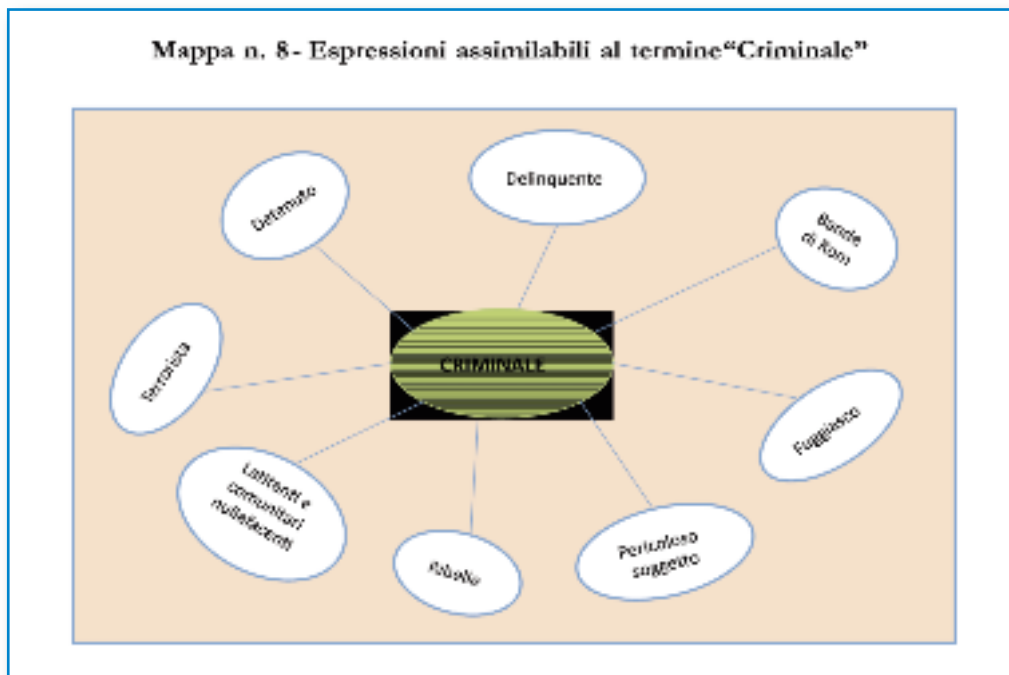 Mappa n. 8- Espressioni assimilabili al termine“Criminale”
Detenuto
Delinquente
Bande
di Rom
Terrorista
CRIMINALE
Fuggiasco
Latitanti e
comunitari
nullafacenti
Ribelle
Pericoloso
soggetto